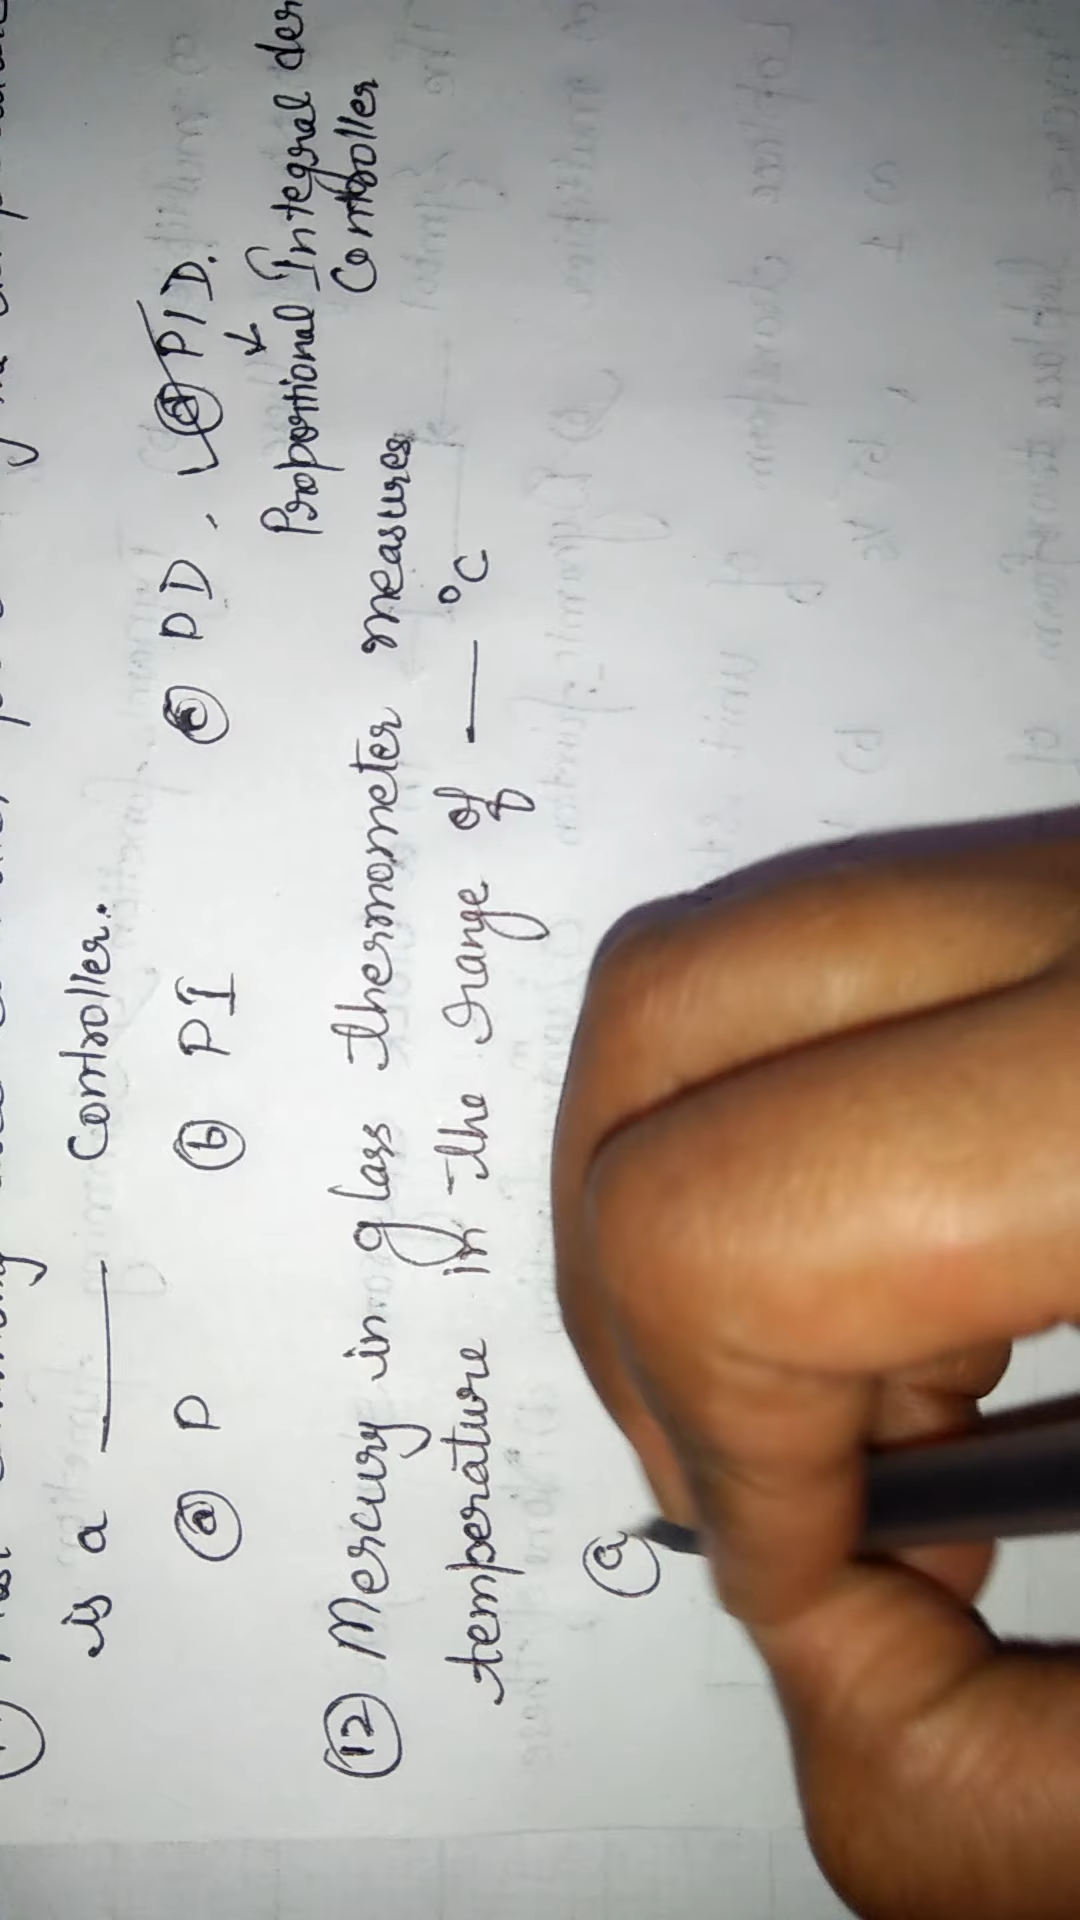 is a ____ Controller.
ⓐ P ⓑ PI ⓒ PD. ⓓ PID.
Proportional Integral der
Controller
⑫ Mercury in glass thermometer measures
temperature in the range of ___ °C
ⓐ